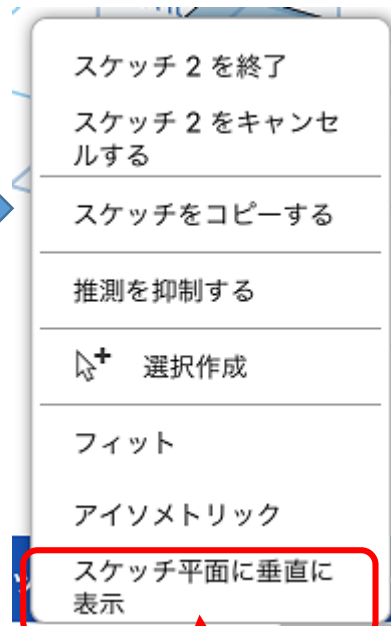 スケッチ 2 を終了
スケッチ 2 をキャンセ
ルする
スケッチをコピーする
推測を抑制する
選択作成
フィット
アイソメトリック
スケッチ平面に垂直に
表示